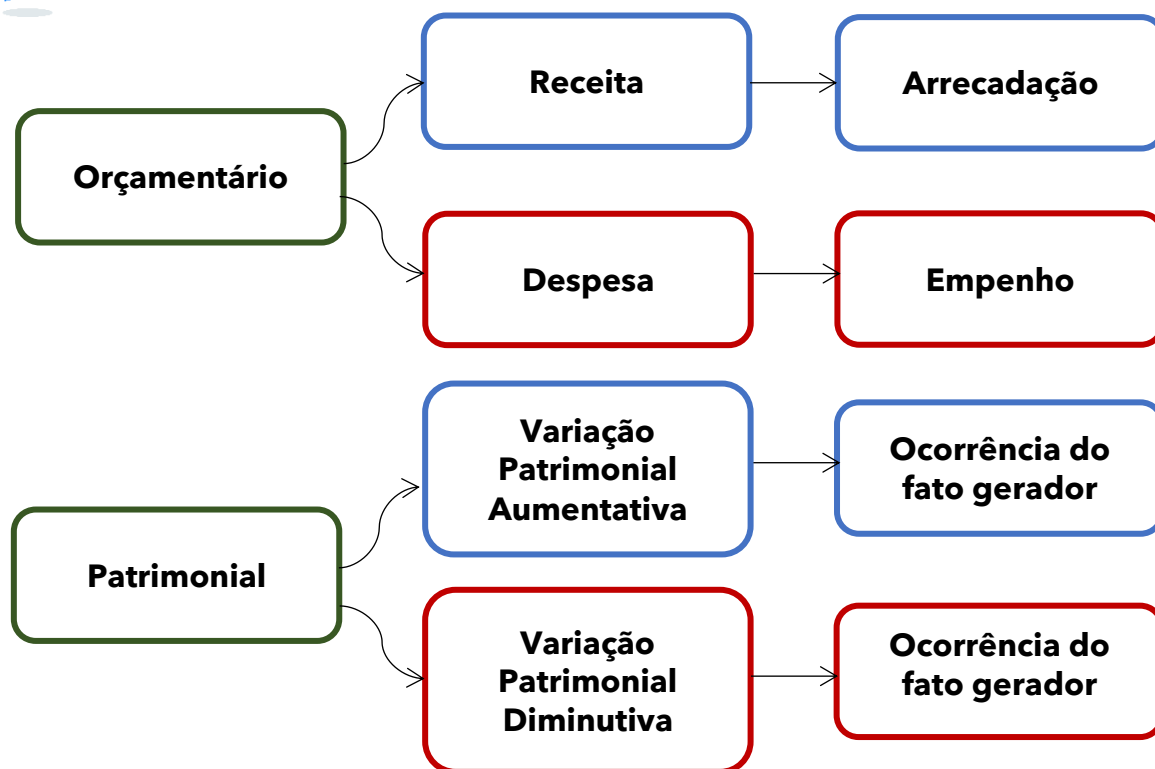 Orçamentário
Receita
Arrecadação
Despesa
Empenho
Patrimonial
Variação
Patrimonial
Aumentativa
Ocorrência do
fato gerador
Variação
Patrimonial
Diminutiva
Ocorrência do
fato gerador